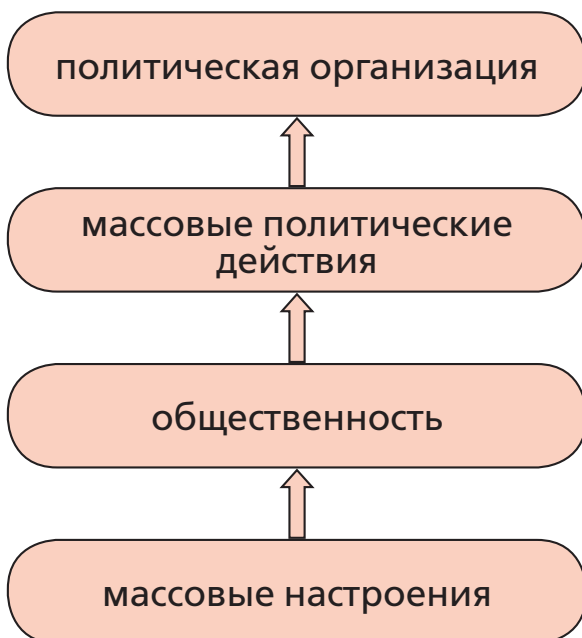 политическая организация
массовые политические
действия
общественность
массовые настроения